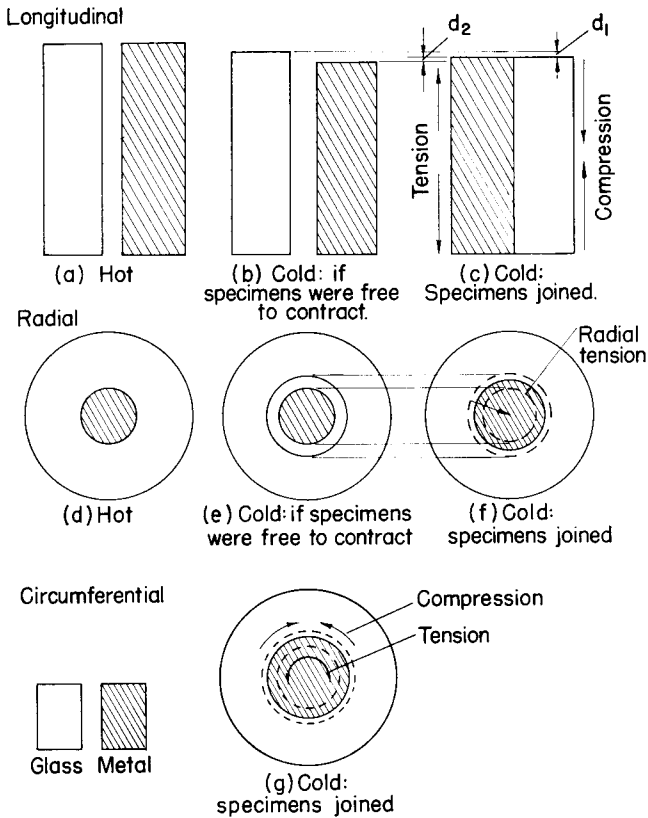 Longitudinal
d₂
d₁
Tension
Compression
(a) Hot
(b) Cold: if
specimens were free
to contract.
(c) Cold:
Specimens joined.
Radial
Radial
tension
(d) Hot
(e) Cold: if specimens
were free to contract
(f) Cold:
specimens joined
Circumferential
Compression
Tension
Glass
Metal
(g) Cold:
specimens joined